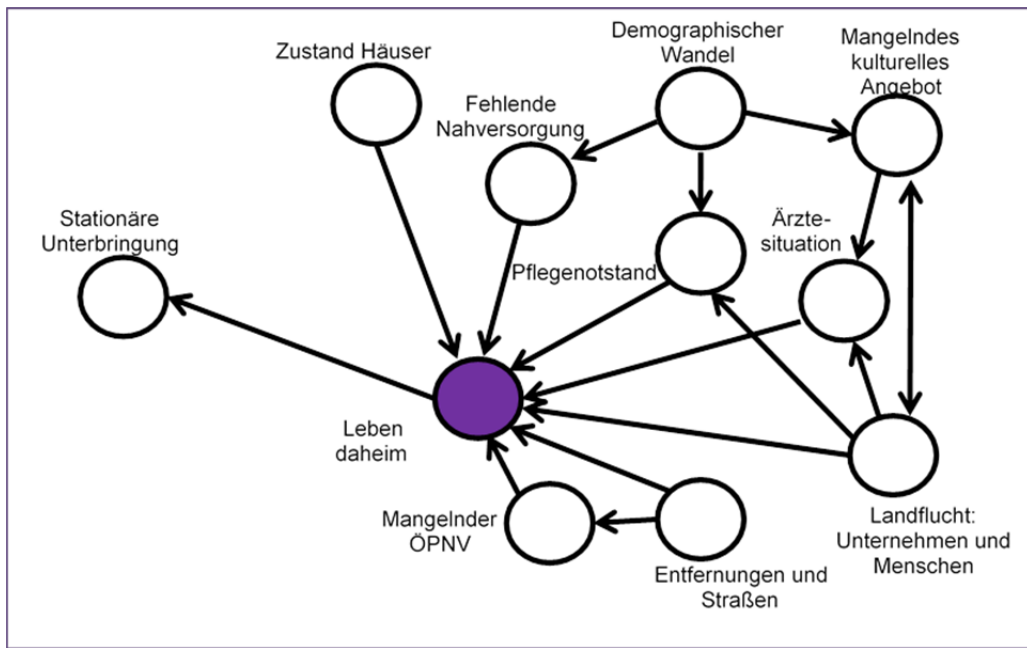 Zustand Häuser
Demographischer
Wandel
Mangelndes
kulturelles
Angebot
Fehlende
Nahversorgung
Stationäre
Unterbringung
Pflegenotstand
Ärzte-
situation
Leben
daheim
Mangelnder
ÖPNV
Entfernungen und
Straßen
Landflucht:
Unternehmen und
Menschen